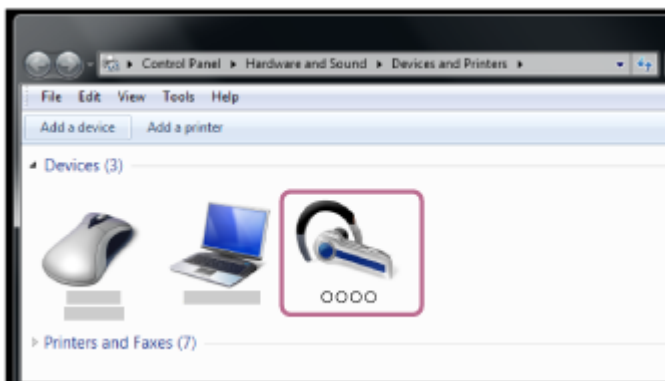 Control Panel ▸ Hardware and Sound ▸ Devices and Printers ▸
File Edit View Tools Help
Add a device Add a printer
Devices (3)
OOOO
Printers and Faxes (7)